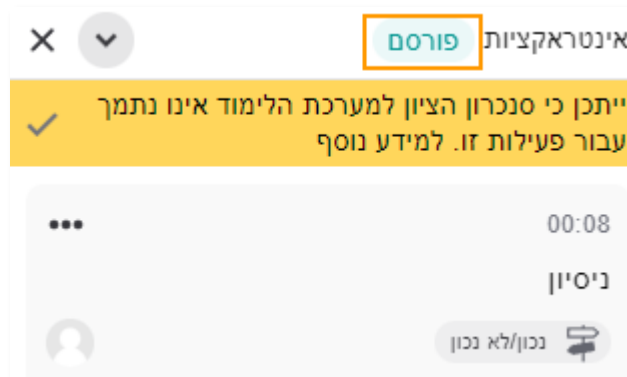 אינטראקציות פורסם
ייתכן כי סנכרון הציון למערכת הלימוד אינו נתמך
עבור פעילות זו. למידע נוסף
00:08
ניסיון
נכון/לא נכון